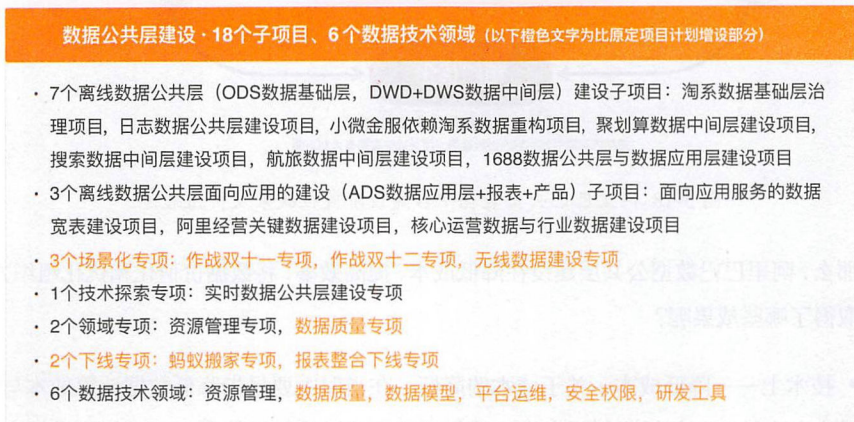 数据公共层建设·18个子项目、6个数据技术领域（以下橙色文字为比原定项目计划增设部分）
· 7个离线数据公共层（ODS数据基础层，DWD+DWS数据中间层）建设子项目：淘系数据基础层治
理项目，日志数据公共层建设项目，小微金服依赖淘系数据重构项目，聚划算数据中间层建设项目，
搜索数据中间层建设项目，航旅数据中间层建设项目，1688数据公共层与数据应用层建设项目
· 3个离线数据公共层面向应用的建设（ADS数据应用层+报表+产品）子项目：面向应用服务的数据
宽表建设项目，阿里经营关键数据建设项目，核心运营数据与行业数据建设项目
· 3个场景化专项：作战双十一专项，作战双十二专项，无线数据建设专项
· 1个技术探索专项：实时数据公共层建设专项
· 2个领域专项：资源管理专项，数据质量专项
· 2个下线专项：蚂蚁搬家专项，报表整合下线专项
· 6个数据技术领域：资源管理，数据质量，数据模型，平台运维，安全权限，研发工具